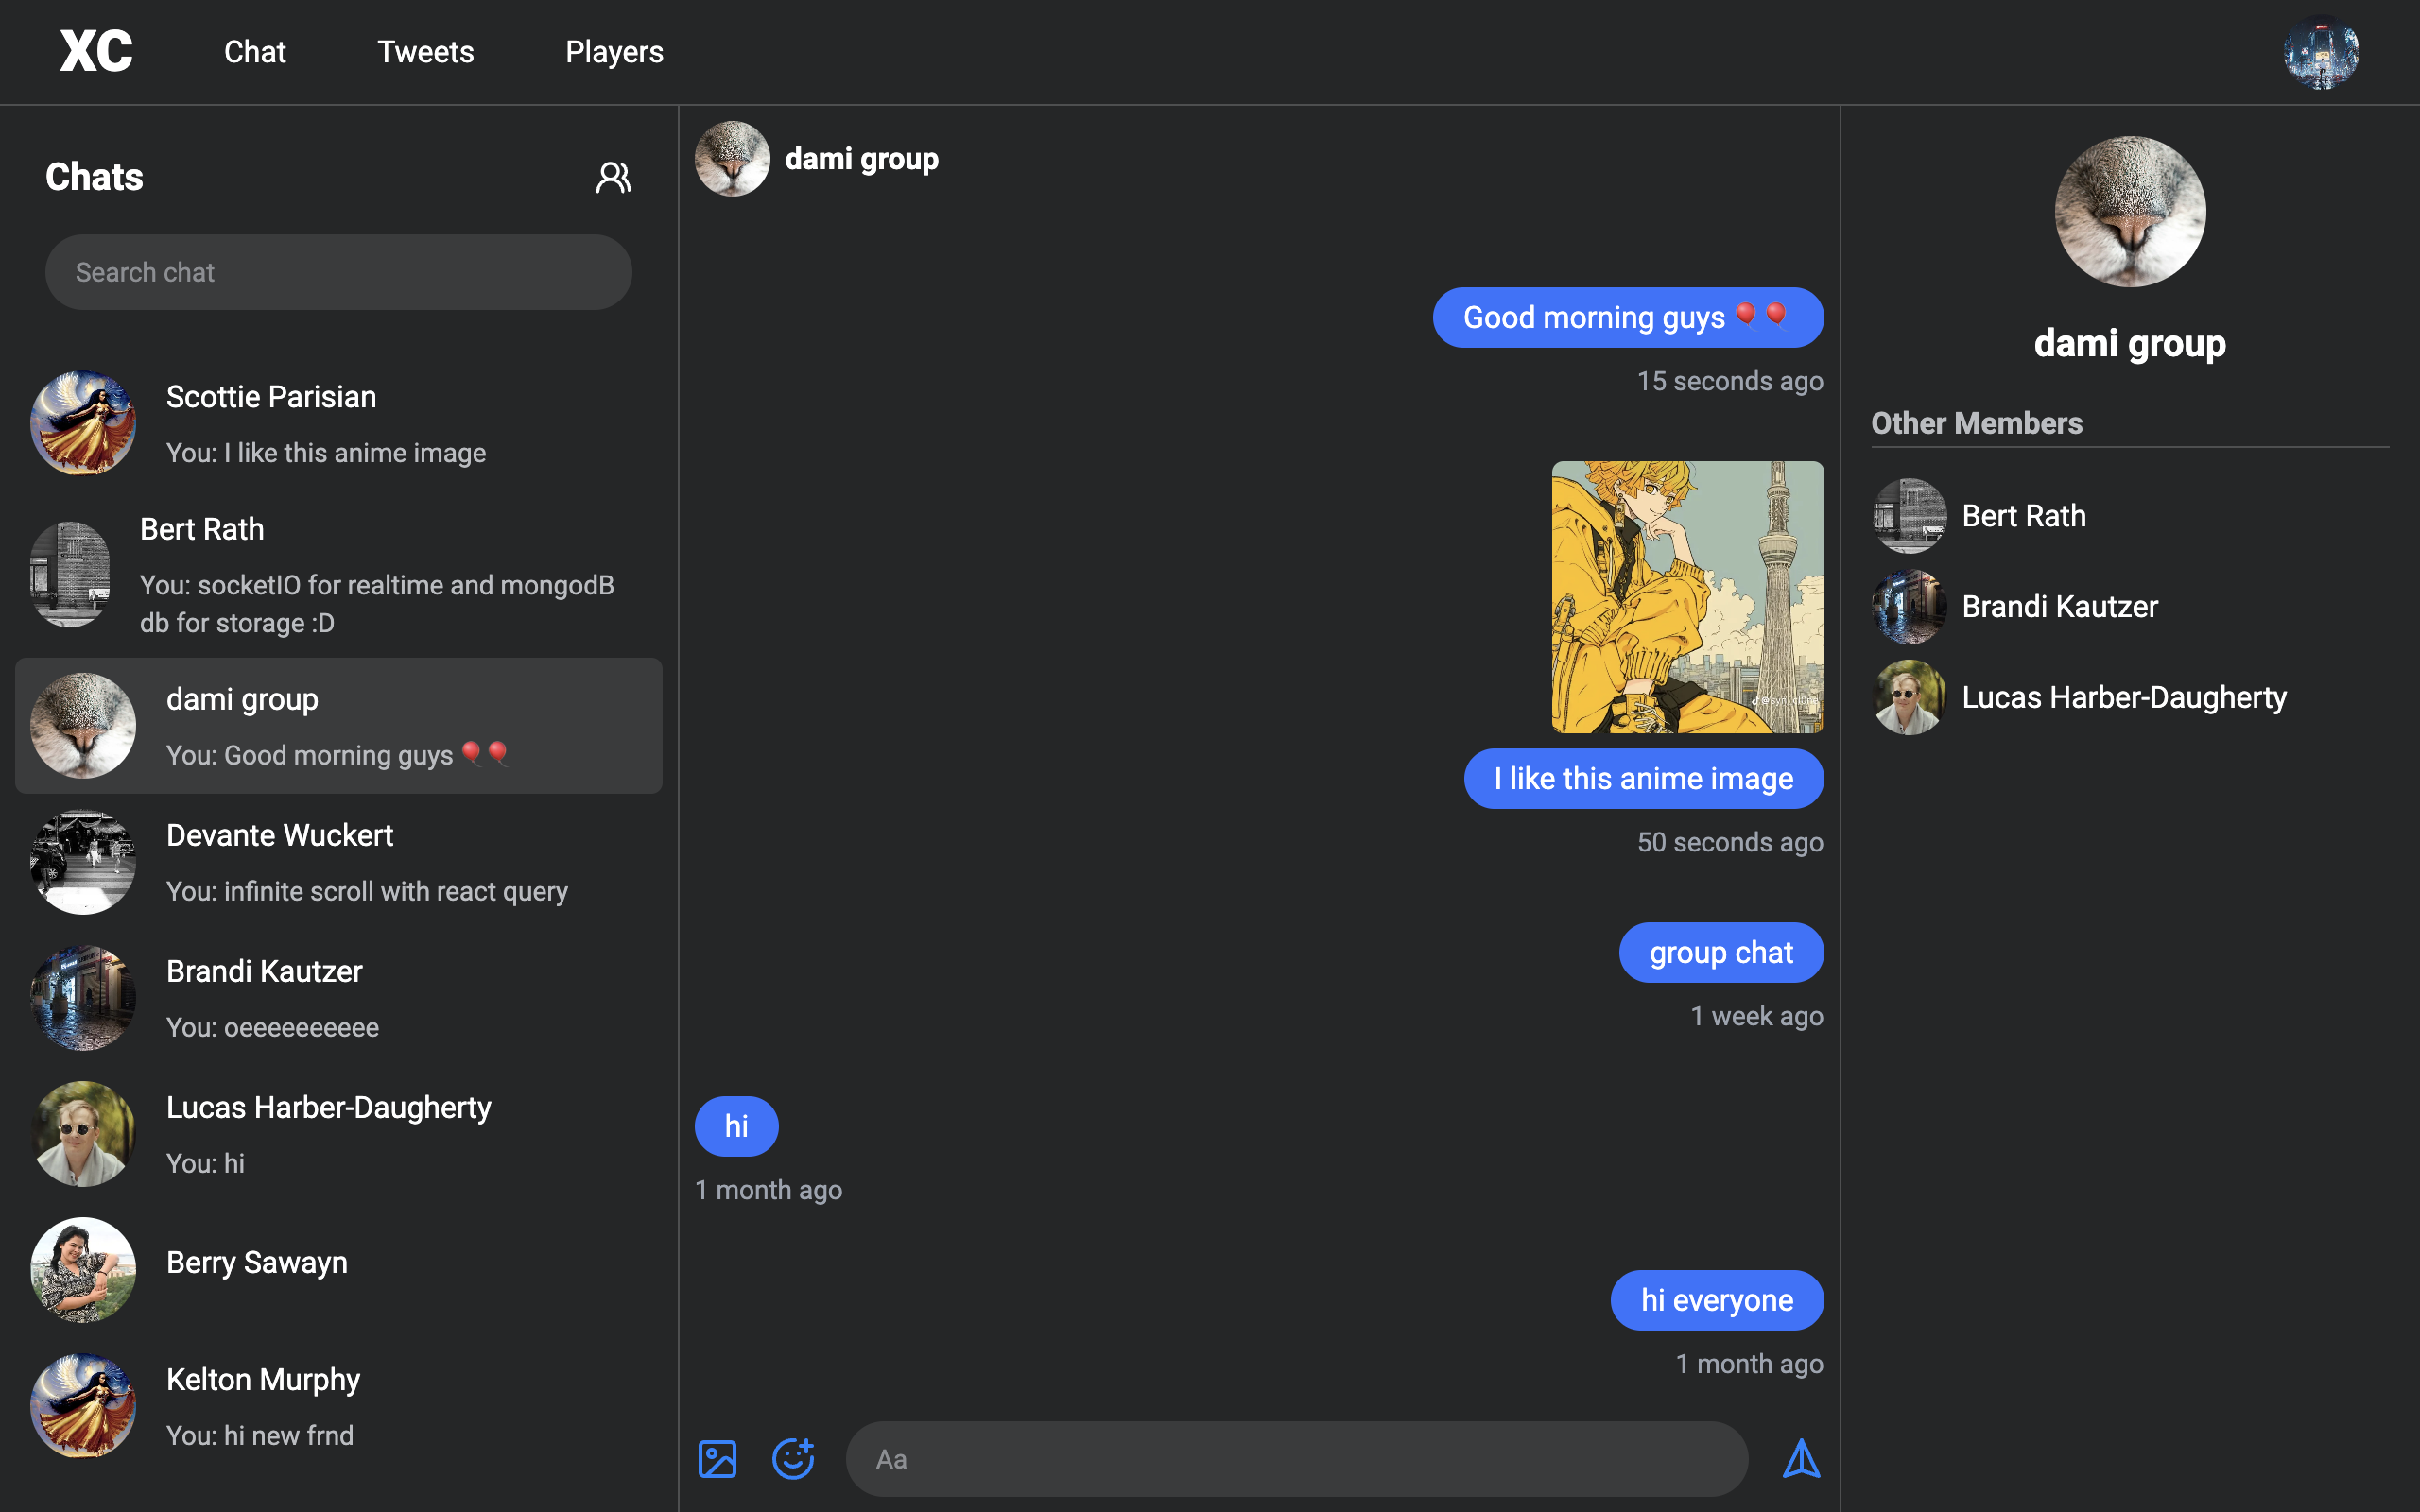 XC
Chat
Tweets
Players
Chats
Search chat
Scottie Parisian
You: I like this anime image
Bert Rath
You: socketIO for realtime and mongodB
db for storage :D
dami group
You: Good morning guys 🎈🎈
Devante Wuckert
You: infinite scroll with react query
Brandi Kautzer
You: oeeeeeeeeee
Lucas Harber-Daugherty
You: hi
Berry Sawayn
Kelton Murphy
You: hi new frnd
dami group
Good morning guys 🎈🎈
15 seconds ago
I like this anime image
50 seconds ago
group chat
1 week ago
hi
1 month ago
hi everyone
1 month ago
Aa
dami group
Other Members
Bert Rath
Brandi Kautzer
Lucas Harber-Daugherty